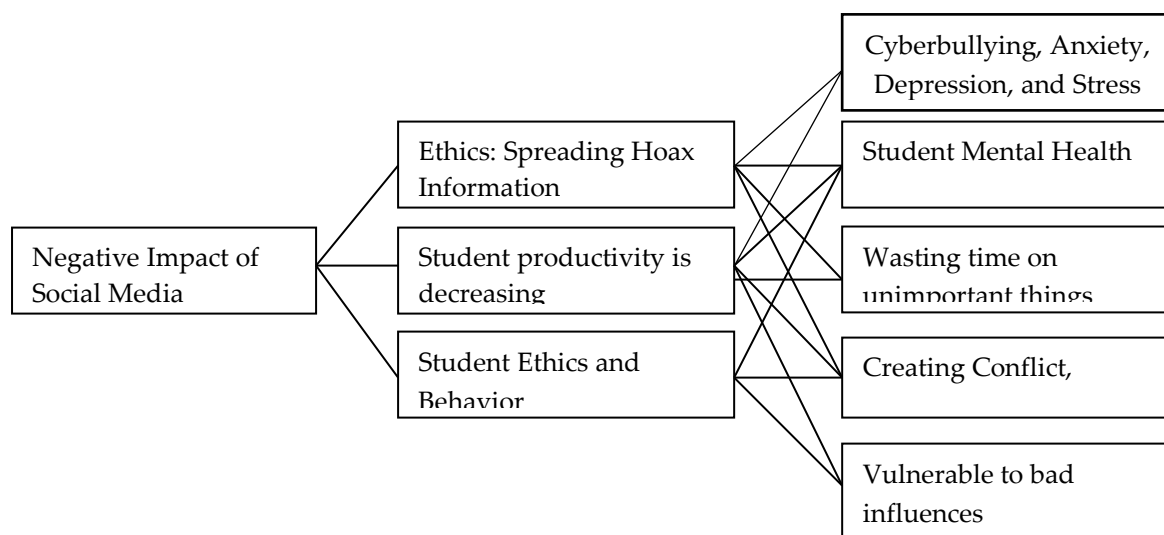 Negative Impact of
Social Media
Ethics: Spreading Hoax
Information
Student productivity is
decreasing
Student Ethics and
Behavior
Cyberbullying, Anxiety,
Depression, and Stress
Student Mental Health
Wasting time on
unimportant things
Creating Conflict,
Vulnerable to bad
influences